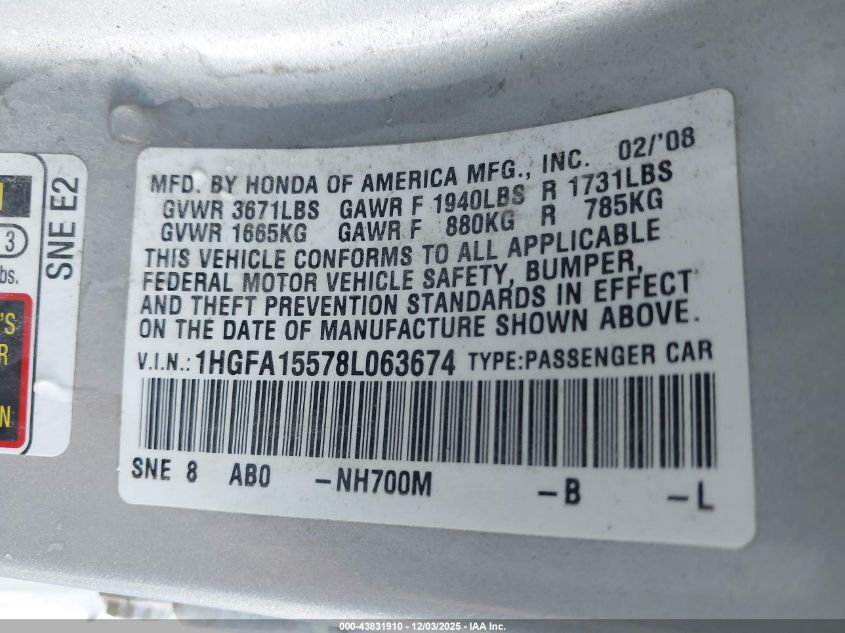 MFD. BY HONDA OF AMERICA MFG., INC. 02/'08
GVWR 3671LBS GAWR F 1940LBS R 1731LBS
GVWR 1665KG GAWR F 880KG R 785KG
THIS VEHICLE CONFORMS TO ALL APPLICABLE
FEDERAL MOTOR VEHICLE SAFETY, BUMPER,
AND THEFT PREVENTION STANDARDS IN EFFECT
ON THE DATE OF MANUFACTURE SHOWN ABOVE.
V.I.N.: 1HGFA15578L063674 TYPE:PASSENGER CAR
SNE 8 AB0 -NH700M -B -L
SNE E2
3
bs.
'S
R
N
000-43831910 - 12/03/2025 - IAA Inc.